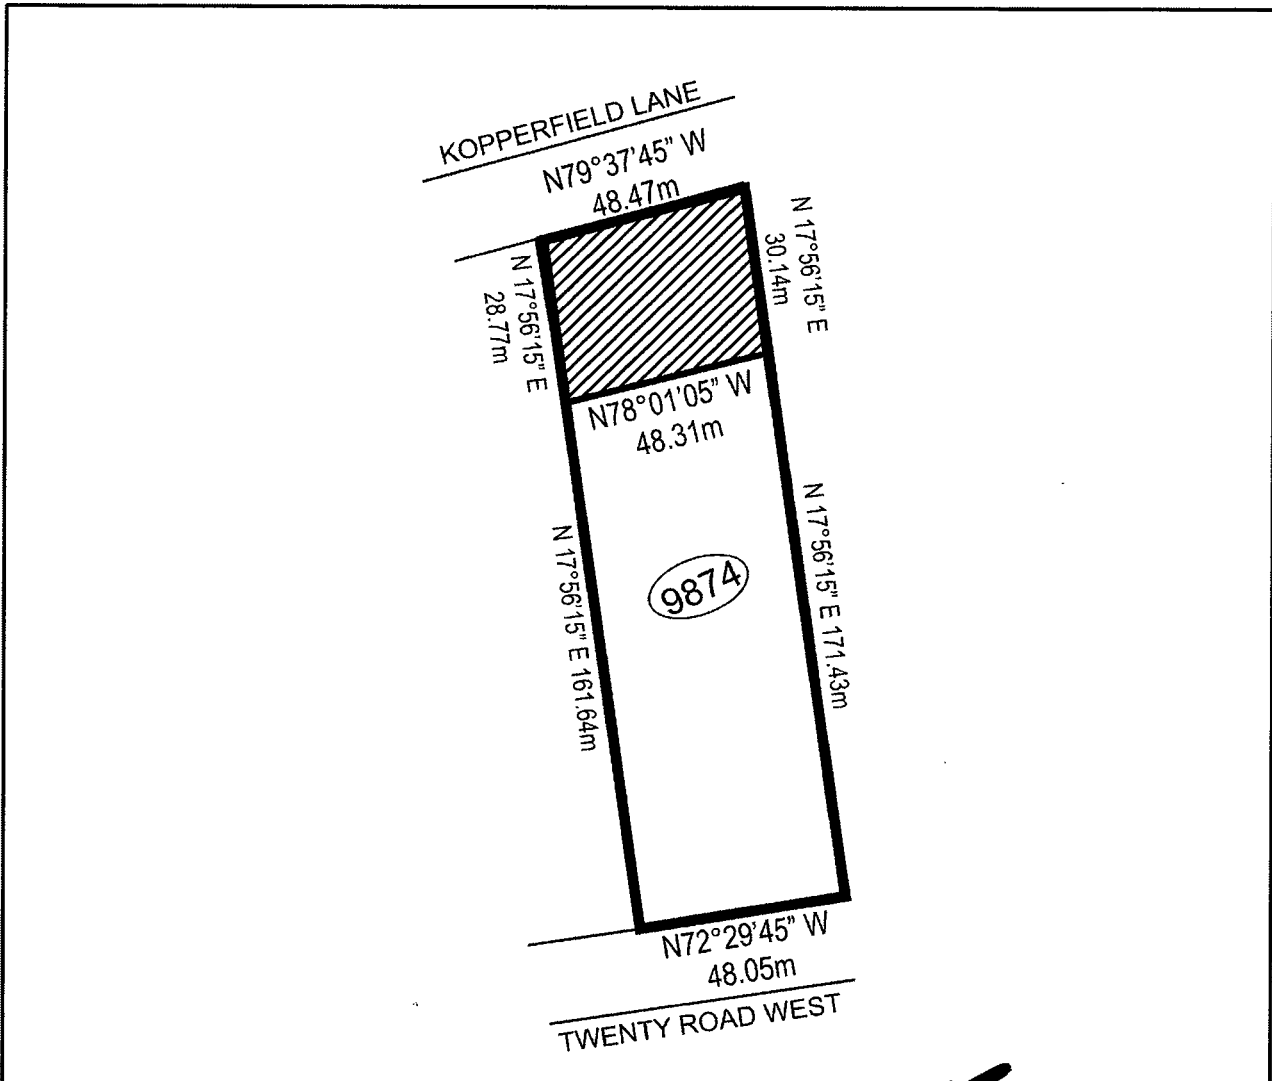 KOPPERFIELD LANE
N79°37'45" W
48.47m
N 17°56'15" E
30.14m
N 17°56'15" E
28.77m
N78°01'05" W
48.31m
N 17°56'15" E 171.43m
N 17°56'15" E 161.64m
9874
N72°29'45" W
48.05m
TWENTY ROAD WEST